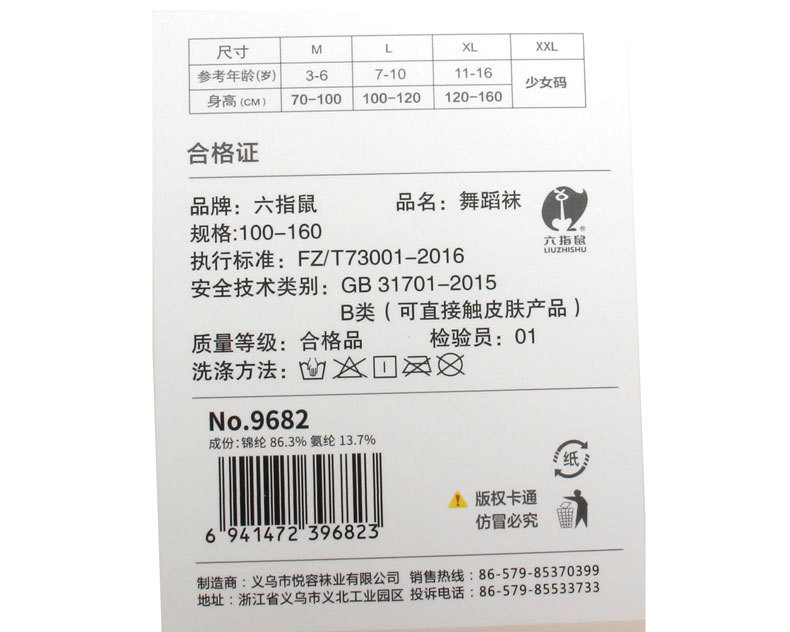 尺寸 M L XL XXL
参考年龄(岁) 3-6 7-10 11-16 少女码
身高(CM) 70-100 100-120 120-160
合格证
品牌：六指鼠 品名：舞蹈袜
六指鼠
LIUZHISHU
规格:100-160
执行标准：FZ/T73001-2016
安全技术类别：GB 31701-2015
B类（可直接触皮肤产品）
质量等级：合格品 检验员：01
洗涤方法：
No.9682
成份:锦纶 86.3% 氨纶 13.7%
6 941472 396823
纸
版权卡通
仿冒必究
制造商：义乌市悦容袜业有限公司 销售热线：86-579-85370399
地址：浙江省义乌市义北工业园区 投诉电话：86-579-85533733